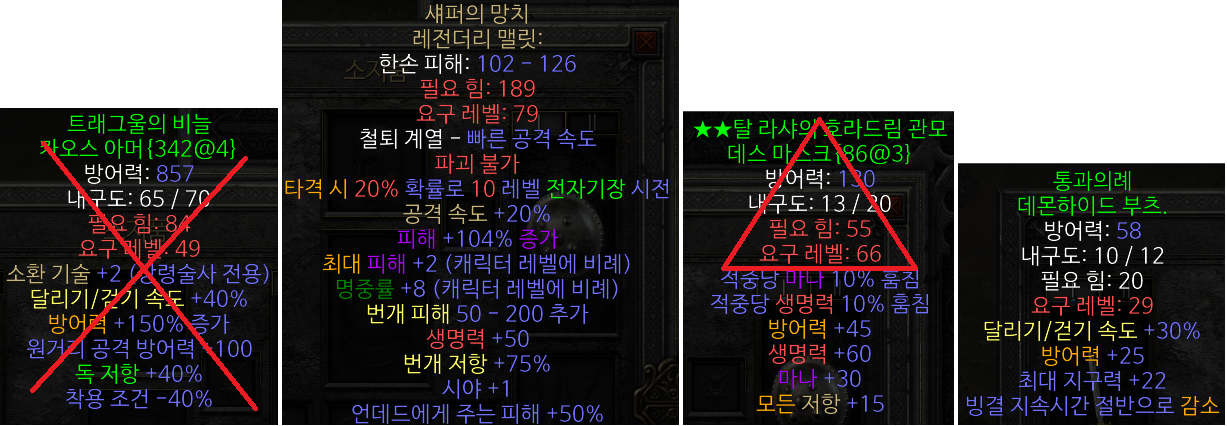 트래그울의 비늘
카오스 아머{342@4}
방어력: 857
내구도: 65 / 70
필요 힘: 84
요구 레벨: 49
소환 기술 +2 (강령술사 전용)
달리기/걷기 속도 +40%
방어력 +150% 증가
원거리 공격 방어력 +100
독 저항 +40%
착용 조건 -40%
섀퍼의 망치
레전더리 맬릿:
한손 피해: 102 - 126
필요 힘: 189
요구 레벨: 79
철퇴 계열 - 빠른 공격 속도
파괴 불가
타격 시 20% 확률로 10 레벨 전자기장 시전
공격 속도 +20%
피해 +104% 증가
최대 피해 +2 (캐릭터 레벨에 비례)
명중률 +8 (캐릭터 레벨에 비례)
번개 피해 50 - 200 추가
생명력 +50
번개 저항 +75%
시야 +1
언데드에게 주는 피해 +50%
★★탈 라샤의 호라드림 관모
데스 마스크{86@3}
방어력: 130
내구도: 13 / 20
필요 힘: 55
요구 레벨: 66
적중당 마나 10% 훔침
적중당 생명력 10% 훔침
방어력 +45
생명력 +60
마나 +30
모든 저항 +15
통과의례
데몬하이드 부츠.
방어력: 58
내구도: 10 / 12
필요 힘: 20
요구 레벨: 29
달리기/걷기 속도 +30%
방어력 +25
최대 지구력 +22
빙결 지속시간 절반으로 감소